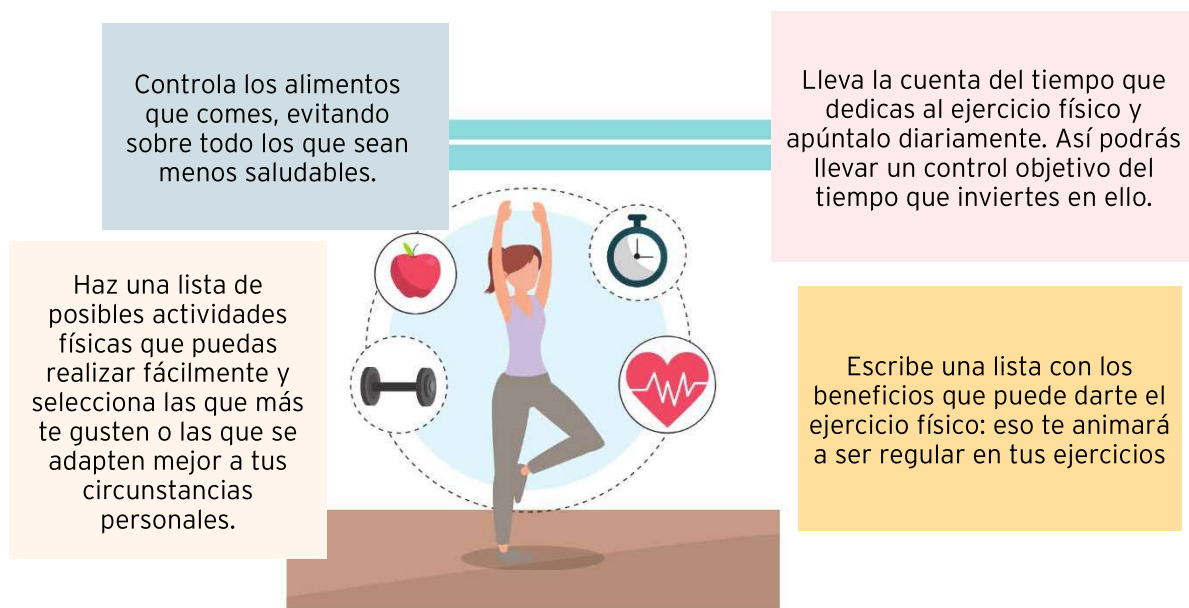 Controla los alimentos
que comes, evitando
sobre todo los que sean
menos saludables.
Lleva la cuenta del tiempo que
dedicas al ejercicio físico y
apúntalo diariamente. Así podrás
llevar un control objetivo del
tiempo que inviertes en ello.
Haz una lista de
posibles actividades
físicas que puedas
realizar fácilmente y
selecciona las que más
te gusten o las que se
adapten mejor a tus
circunstancias
personales.
Escribe una lista con los
beneficios que puede darte el
ejercicio físico: eso te animará
a ser regular en tus ejercicios